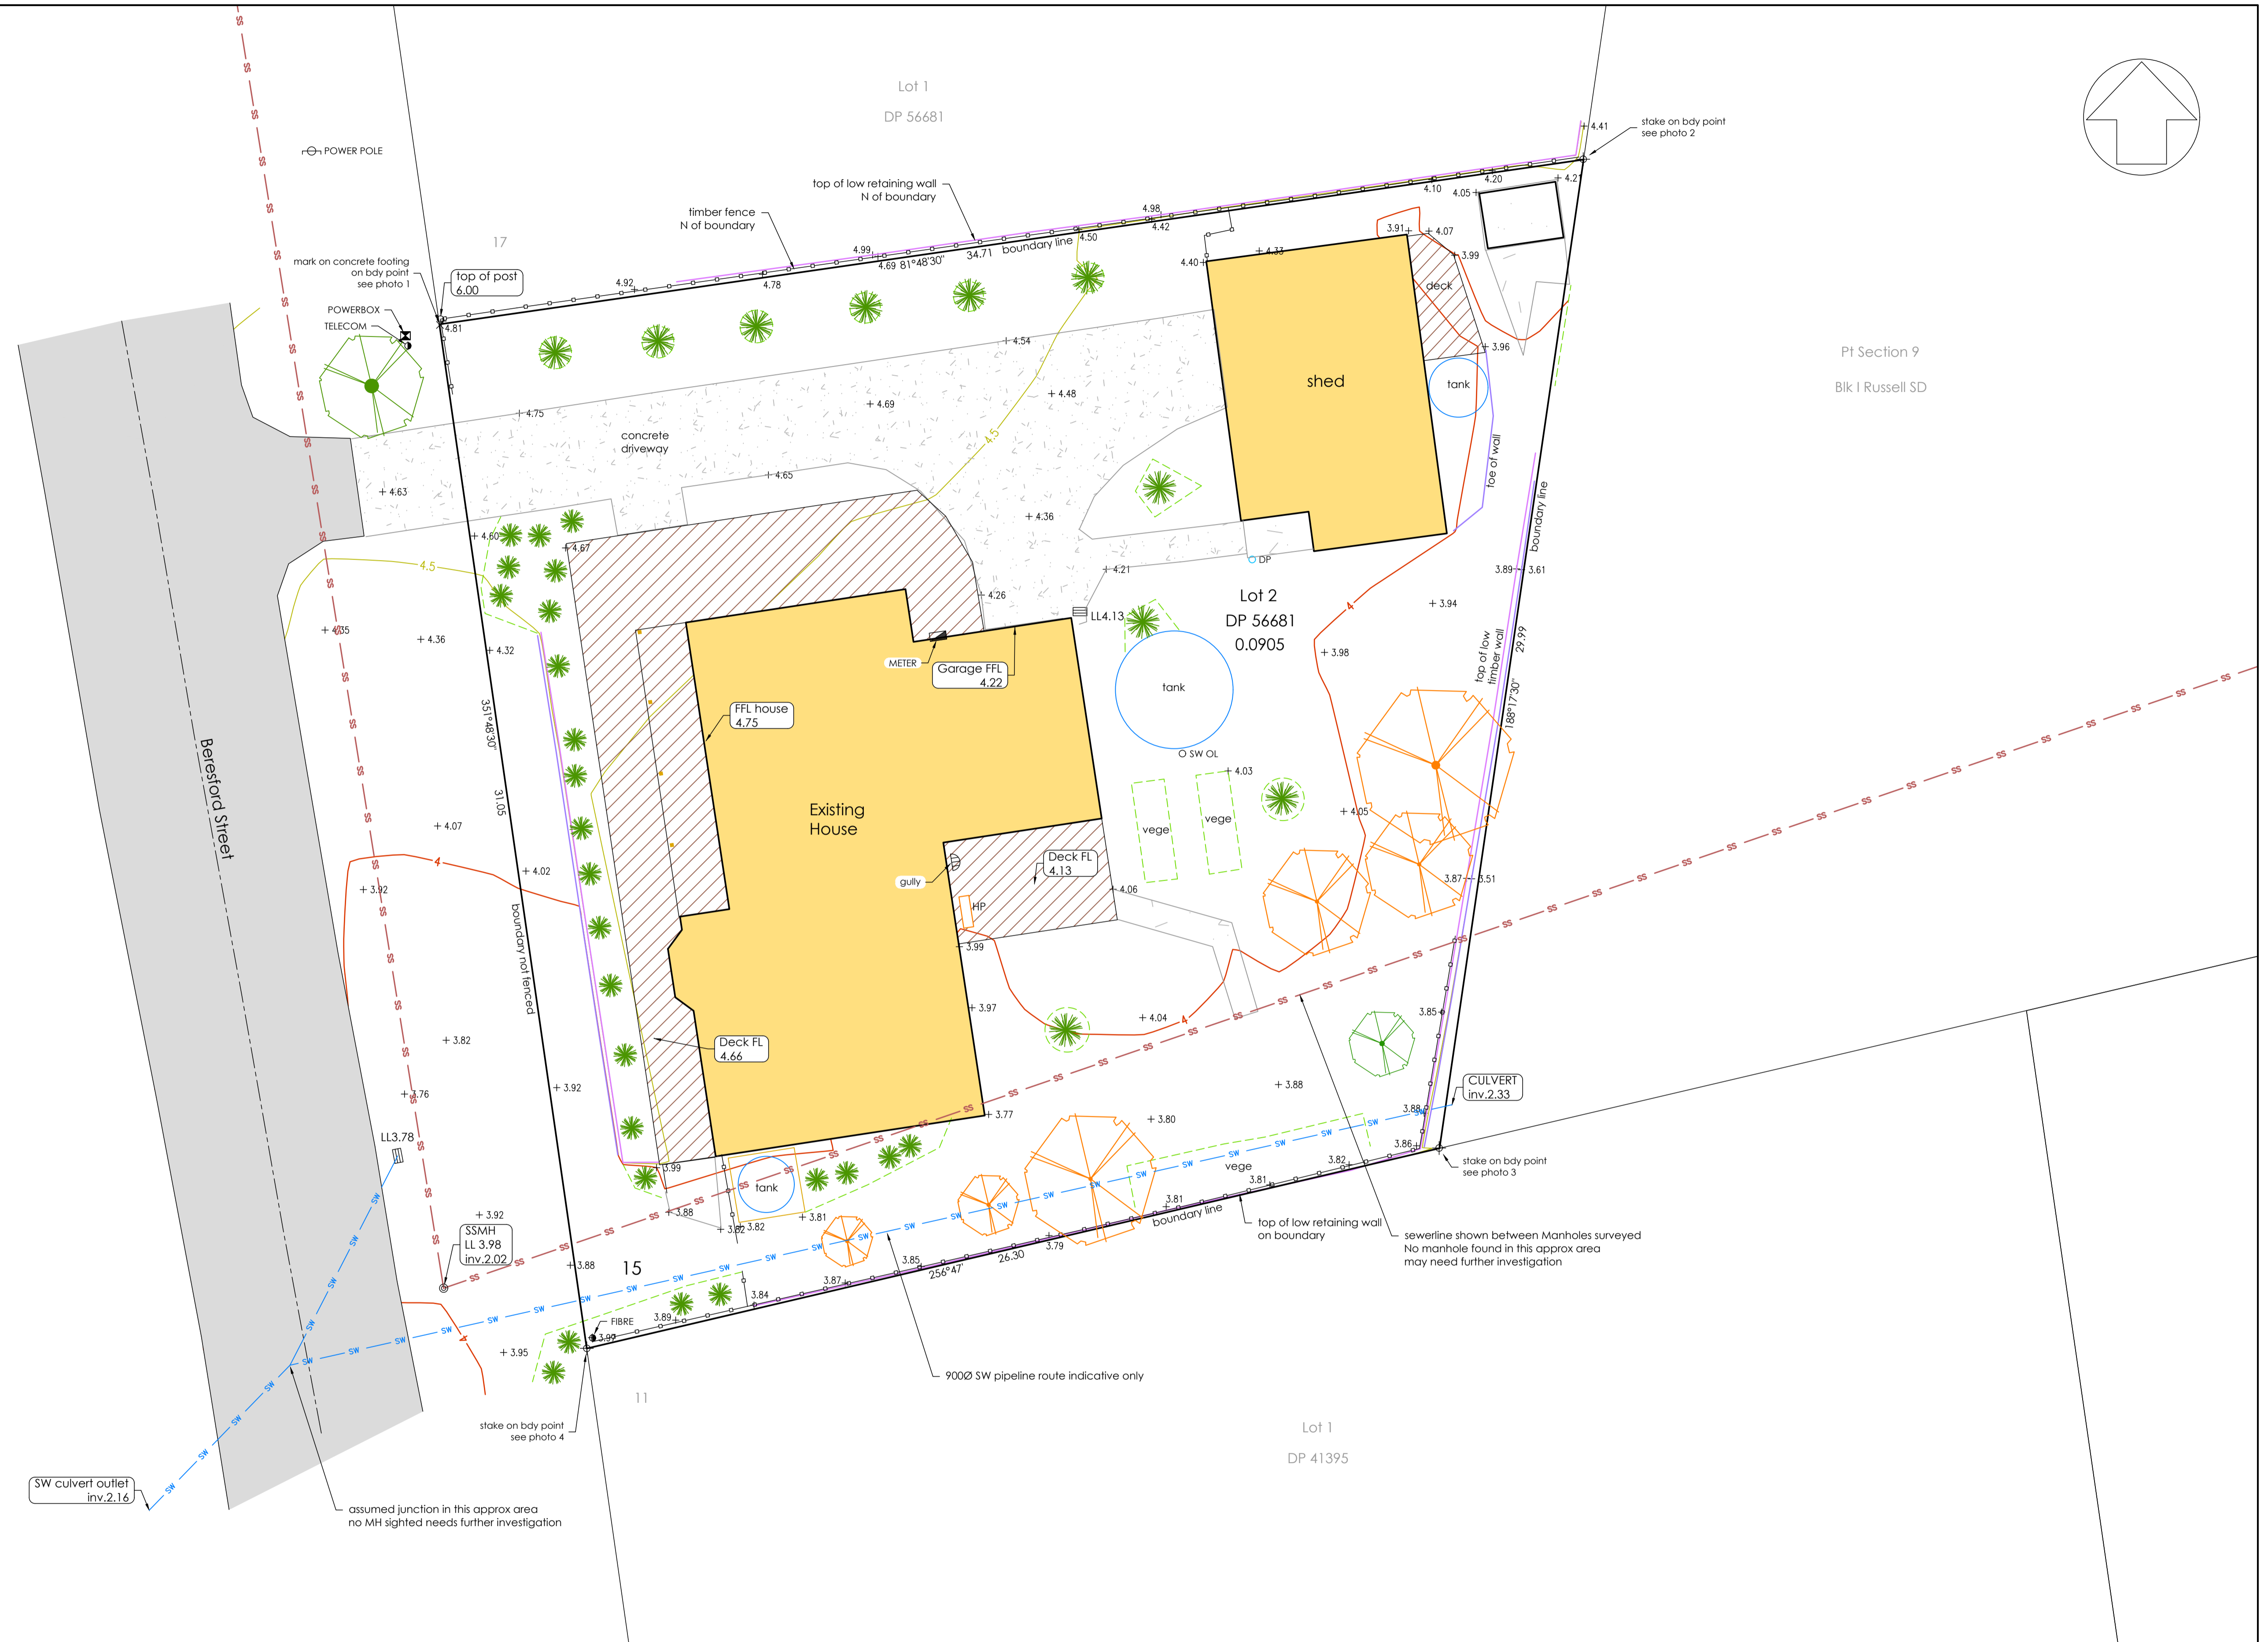 Lot 1
DP 56681
stake on bdy point
see photo 2
4.41
POWER POLE
top of low retaining wall
N of boundary
timber fence
N of boundary
17
mark on concrete footing
on bdy point
see photo 1
top of post
6.00
POWERBOX
TELECOM
4.81
4.92
4.78
4.99
4.69
81°48'30"
34.71
boundary line
4.50
4.98
4.42
4.10
4.20
4.21
4.05
4.40
4.33
3.91
4.07
3.99
deck
3.96
tank
shed
Pt Section 9
Blk I Russell SD
4.54
4.48
4.69
4.75
concrete
driveway
4.5
4.65
4.63
4.36
4.60
4.67
4.5
4.21
4.26
DP
LL4.13
toe of wall
boundary line
3.89
3.61
Lot 2
DP 56681
0.0905
4
3.94
3.98
29.99
top of low
timber wall
188°17'30"
4.35
4.36
4.32
METER
Garage FFL
4.22
FFL house
4.75
tank
SW OL
351°48'30"
31.05
Beresford Street
Existing
House
4.03
vege
vege
4.05
4.07
4
4.02
3.92
Deck FL
4.13
gully
HP
4.06
3.87
3.51
3.99
boundary not fenced
3.97
4.04
4
3.85
3.82
Deck FL
4.66
3.76
3.92
3.77
3.88
3.80
CULVERT
inv.2.33
3.88
LL3.78
3.86
3.99
tank
vege
3.82
stake on bdy point
see photo 3
3.92
SSMH
LL 3.98
inv.2.02
3.88
3.82
3.82
3.81
3.81
3.81
boundary line
top of low retaining wall
on boundary
sewerline shown between Manholes surveyed
No manhole found in this approx area
may need further investigation
3.88
15
3.85
3.79
26.30
256°47'
3.87
3.84
3.89
FIBRE
3.97
4
3.95
11
stake on bdy point
see photo 4
900Ø SW pipeline route indicative only
Lot 1
DP 41395
SW culvert outlet
inv.2.16
assumed junction in this approx area
no MH sighted needs further investigation